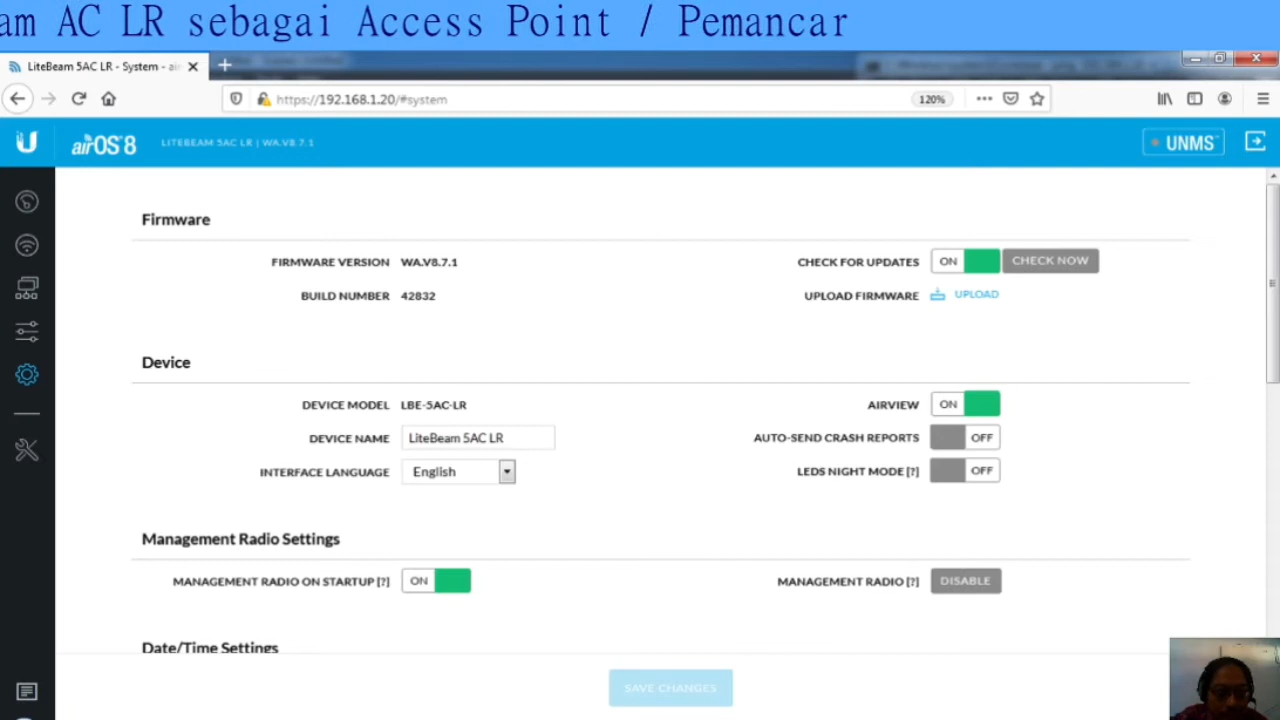 am AC LR sebagai Access Point / Pemancar
LiteBeam 5AC LR - System - air
https://192.168.1.20/#system
120%
airOS 8
LITEBEAM 5AC LR | WA.V8.7.1
UNMS
Firmware
FIRMWARE VERSION WA.V8.7.1
CHECK FOR UPDATES ON CHECK NOW
BUILD NUMBER 42832
UPLOAD FIRMWARE UPLOAD
Device
DEVICE MODEL LBE-5AC-LR
AIRVIEW ON
DEVICE NAME LiteBeam 5AC LR
AUTO-SEND CRASH REPORTS OFF
INTERFACE LANGUAGE English
LEDS NIGHT MODE [?] OFF
Management Radio Settings
MANAGEMENT RADIO ON STARTUP [?] ON
MANAGEMENT RADIO [?] DISABLE
Date/Time Settings
SAVE CHANGES